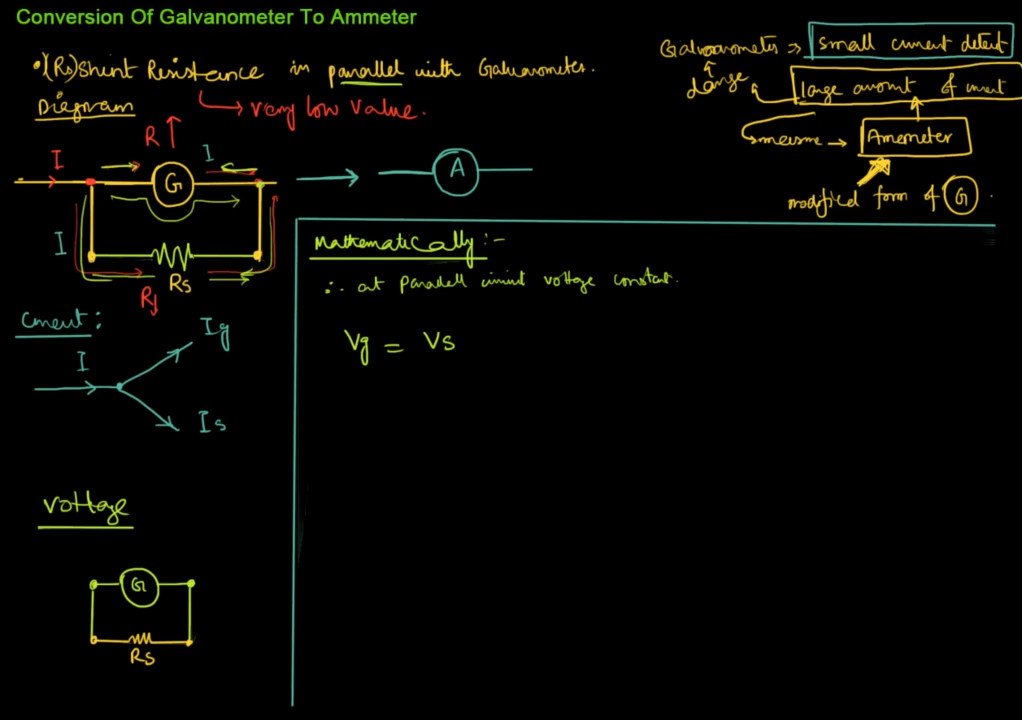 Conversion Of Galvanometer To Ammeter
•(Rs) Shunt Resistance in parallel with Galvanometer.
→ very low value.
Diagram
R ↑
I
I
G
I
Rs
R↓
A
Galvanometer ⇒ small current detect
large amount of current
measure → Ammeter
modified form of G.
Current:
I
Ig
Is
Voltage
G
Rs
Mathematically:-
∴ at Parallel circuit voltage constant.
Vg = Vs